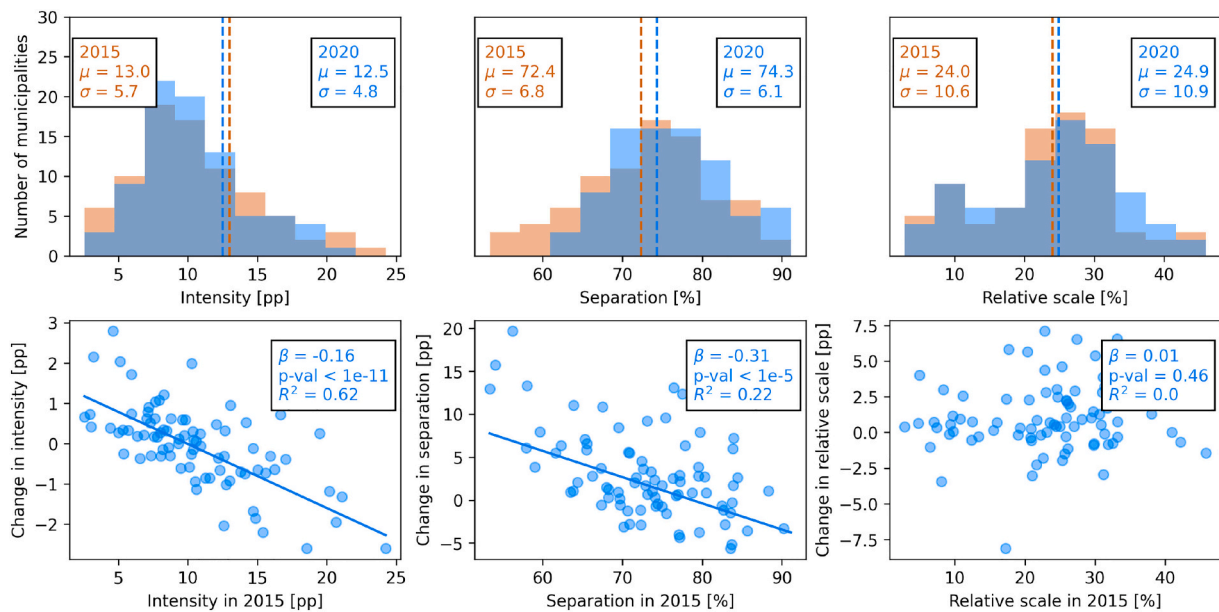 30
25
20
15
10
5
0
Number of municipalities
2015
μ = 13.0
σ = 5.7
2020
μ = 12.5
σ = 4.8
5 10 15 20 25
Intensity [pp]
2015
μ = 72.4
σ = 6.8
2020
μ = 74.3
σ = 6.1
60 70 80 90
Separation [%]
2015
μ = 24.0
σ = 10.6
2020
μ = 24.9
σ = 10.9
10 20 30 40
Relative scale [%]
3
2
1
0
−1
−2
Change in intensity [pp]
β = -0.16
p-val < 1e-11
R² = 0.62
5 10 15 20 25
Intensity in 2015 [pp]
20
15
10
5
0
−5
Change in separation [pp]
β = -0.31
p-val < 1e-5
R² = 0.22
60 70 80 90
Separation in 2015 [%]
7.5
5.0
2.5
0.0
−2.5
−5.0
−7.5
Change in relative scale [pp]
β = 0.01
p-val = 0.46
R² = 0.0
10 20 30 40
Relative scale in 2015 [%]